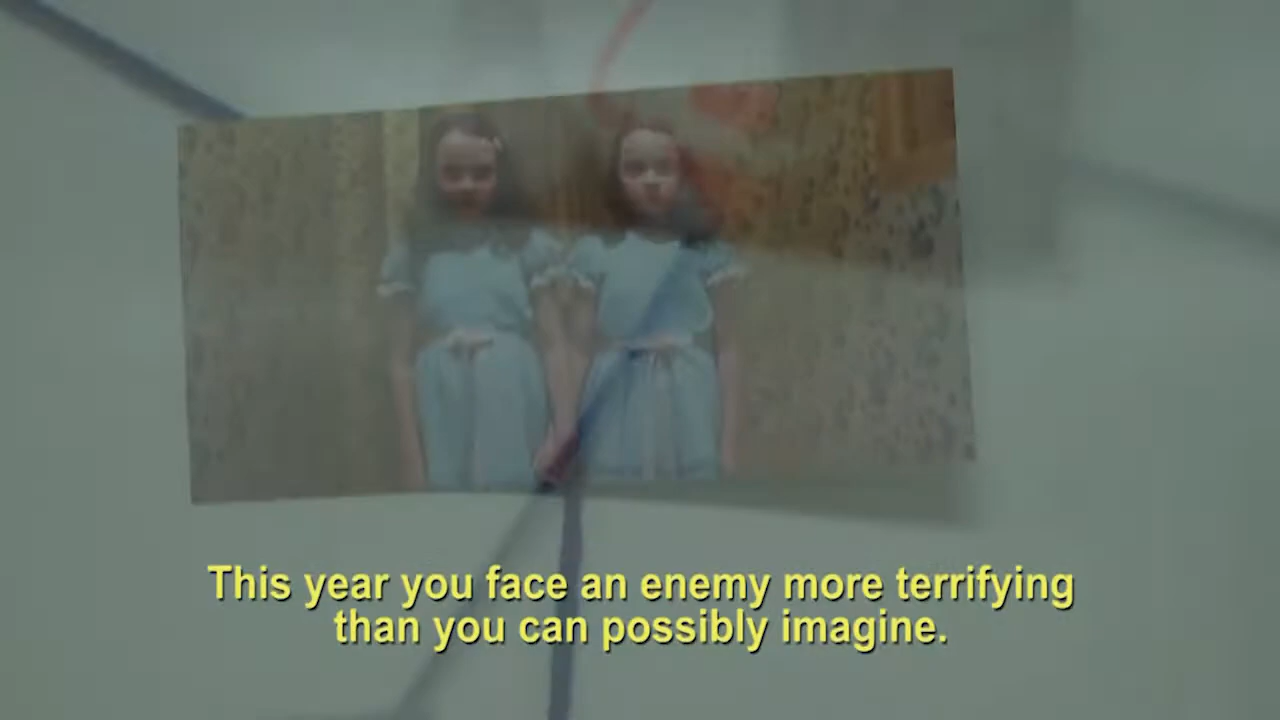 This year you face an enemy more terrifying
than you can possibly imagine.